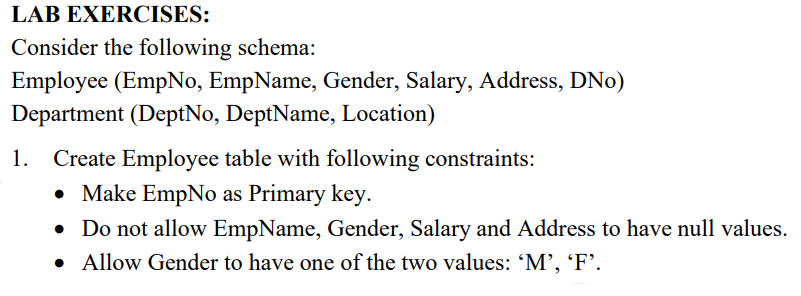 LAB EXERCISES:
Consider the following schema:
Employee (EmpNo, EmpName, Gender, Salary, Address, DNo)
Department (DeptNo, DeptName, Location)
1. Create Employee table with following constraints:
• Make EmpNo as Primary key.
• Do not allow EmpName, Gender, Salary and Address to have null values.
• Allow Gender to have one of the two values: ‘M’, ‘F’.